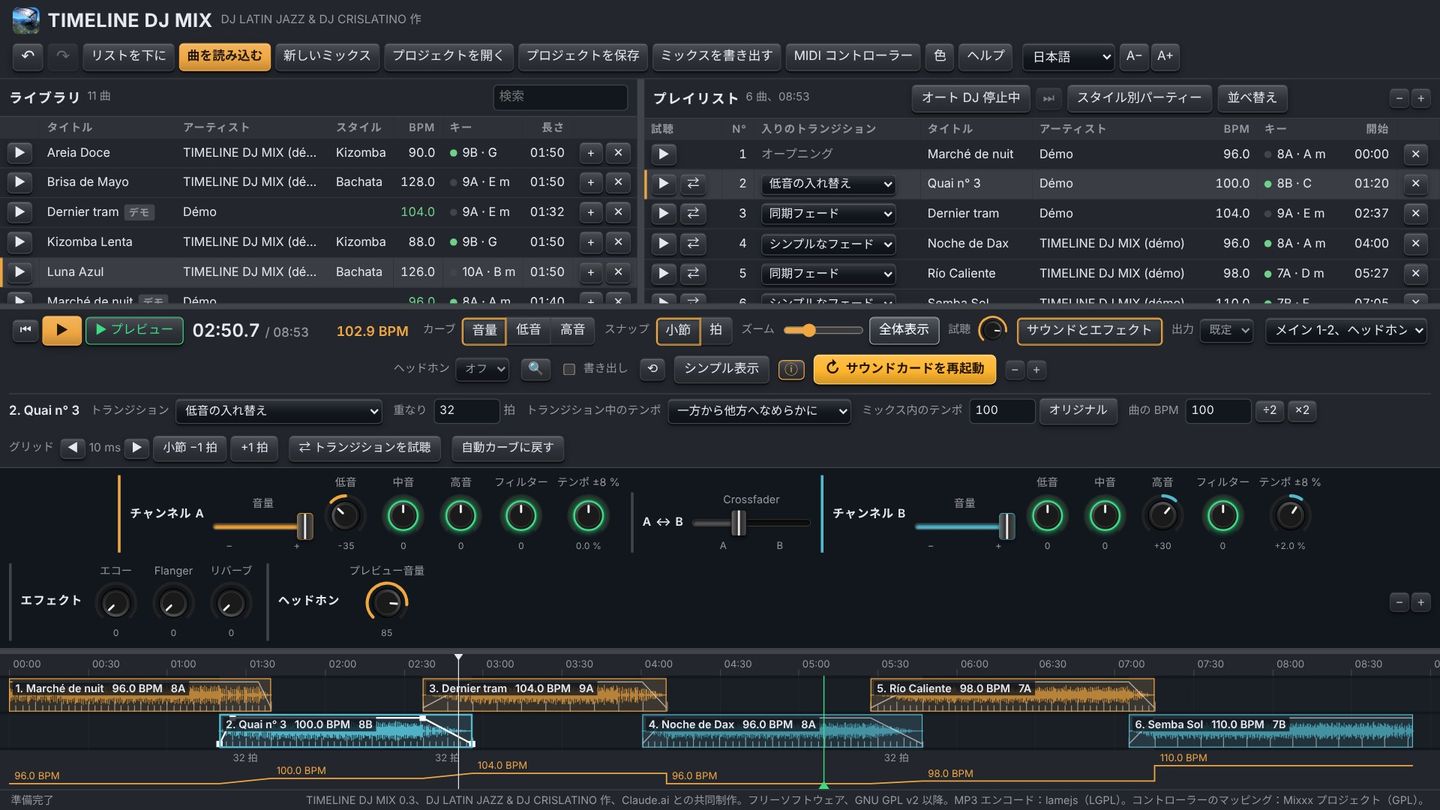 TIMELINE DJ MIX DJ LATIN JAZZ & DJ CRISLATINO 作
リストを下に 曲を読み込む 新しいミックス プロジェクトを開く プロジェクトを保存 ミックスを書き出す MIDI コントローラー 色 ヘルプ 日本語 A− A+
ライブラリ 11 曲 検索
タイトル アーティスト スタイル BPM キー 長さ
Areia Doce TIMELINE DJ MIX (dé... Kizomba 90.0 9B · G 01:50 + ×
Brisa de Mayo TIMELINE DJ MIX (dé... Bachata 128.0 9A · E m 01:50 + ×
Dernier tram デモ Démo 104.0 9A · E m 01:32 + ×
Kizomba Lenta TIMELINE DJ MIX (dé... Kizomba 88.0 9B · G 01:50 + ×
Luna Azul TIMELINE DJ MIX (dé... Bachata 126.0 10A · B m 01:50 + ×
Marché de nuit デモ Démo 96.0 8A · A m 01:40 + ×
プレイリスト 6 曲、08:53 オート DJ 停止中 スタイル別パーティー 並べ替え − +
試聴 N° 入りのトランジション タイトル アーティスト BPM キー 開始
1 オープニング Marché de nuit Démo 96.0 8A · A m 00:00 ×
2 低音の入れ替え Quai n° 3 Démo 100.0 8B · C 01:20 ×
3 同期フェード Dernier tram Démo 104.0 9A · E m 02:37 ×
4 シンプルなフェード Noche de Dax TIMELINE DJ MIX (démo) 96.0 8A · A m 04:00 ×
5 同期フェード Río Caliente TIMELINE DJ MIX (démo) 98.0 7A · D m 05:27 ×
6 シンプルなフェード Semba Sol TIMELINE DJ MIX (démo) 110.0 7B · F 07:05 ×
プレビュー 02:50.7 / 08:53 102.9 BPM カーブ 音量 低音 高音 スナップ 小節 拍 ズーム 全体表示 試聴 サウンドとエフェクト 出力 既定 メイン 1-2、ヘッドホン
ヘッドホン オフ 書き出し シンプル表示 サウンドカードを再起動 − +
2. Quai n° 3 トランジション 低音の入れ替え 重なり 32 拍 トランジション中のテンポ 一方から他方へなめらかに ミックス内のテンポ 100 オリジナル 曲の BPM 100 ÷2 ×2
グリッド 10 ms 小節 −1 拍 +1 拍 ⇄ トランジションを試聴 自動カーブに戻す
チャンネル A 音量 − + 低音 -35 中音 0 高音 0 フィルター 0 テンポ ±8 % 0.0 %
A ↔ B Crossfader A B
チャンネル B 音量 − + 低音 0 中音 0 高音 +30 フィルター 0 テンポ ±8 % +2.0 %
エフェクト エコー 0 Flanger 0 リバーブ 0 ヘッドホン プレビュー音量 85 − +
00:00 00:30 01:00 01:30 02:00 02:30 03:00 03:30 04:00 04:30 05:00 05:30 06:00 06:30 07:00 07:30 08:00 08:30
1. Marché de nuit 96.0 BPM 8A 3. Dernier tram 104.0 BPM 9A 5. Río Caliente 98.0 BPM 7A
2. Quai n° 3 100.0 BPM 8B 4. Noche de Dax 96.0 BPM 8A 6. Semba Sol 110.0 BPM 7B
32 拍 32 拍 32 拍
96.0 BPM 100.0 BPM 104.0 BPM 96.0 BPM 98.0 BPM 110.0 BPM
準備完了 TIMELINE DJ MIX 0.3、DJ LATIN JAZZ & DJ CRISLATINO 作、Claude.ai との共同制作。フリーソフトウェア、GNU GPL v2 以降。MP3 エンコード：lamejs（LGPL）。コントローラーのマッピング：Mixxx プロジェクト（GPL）。